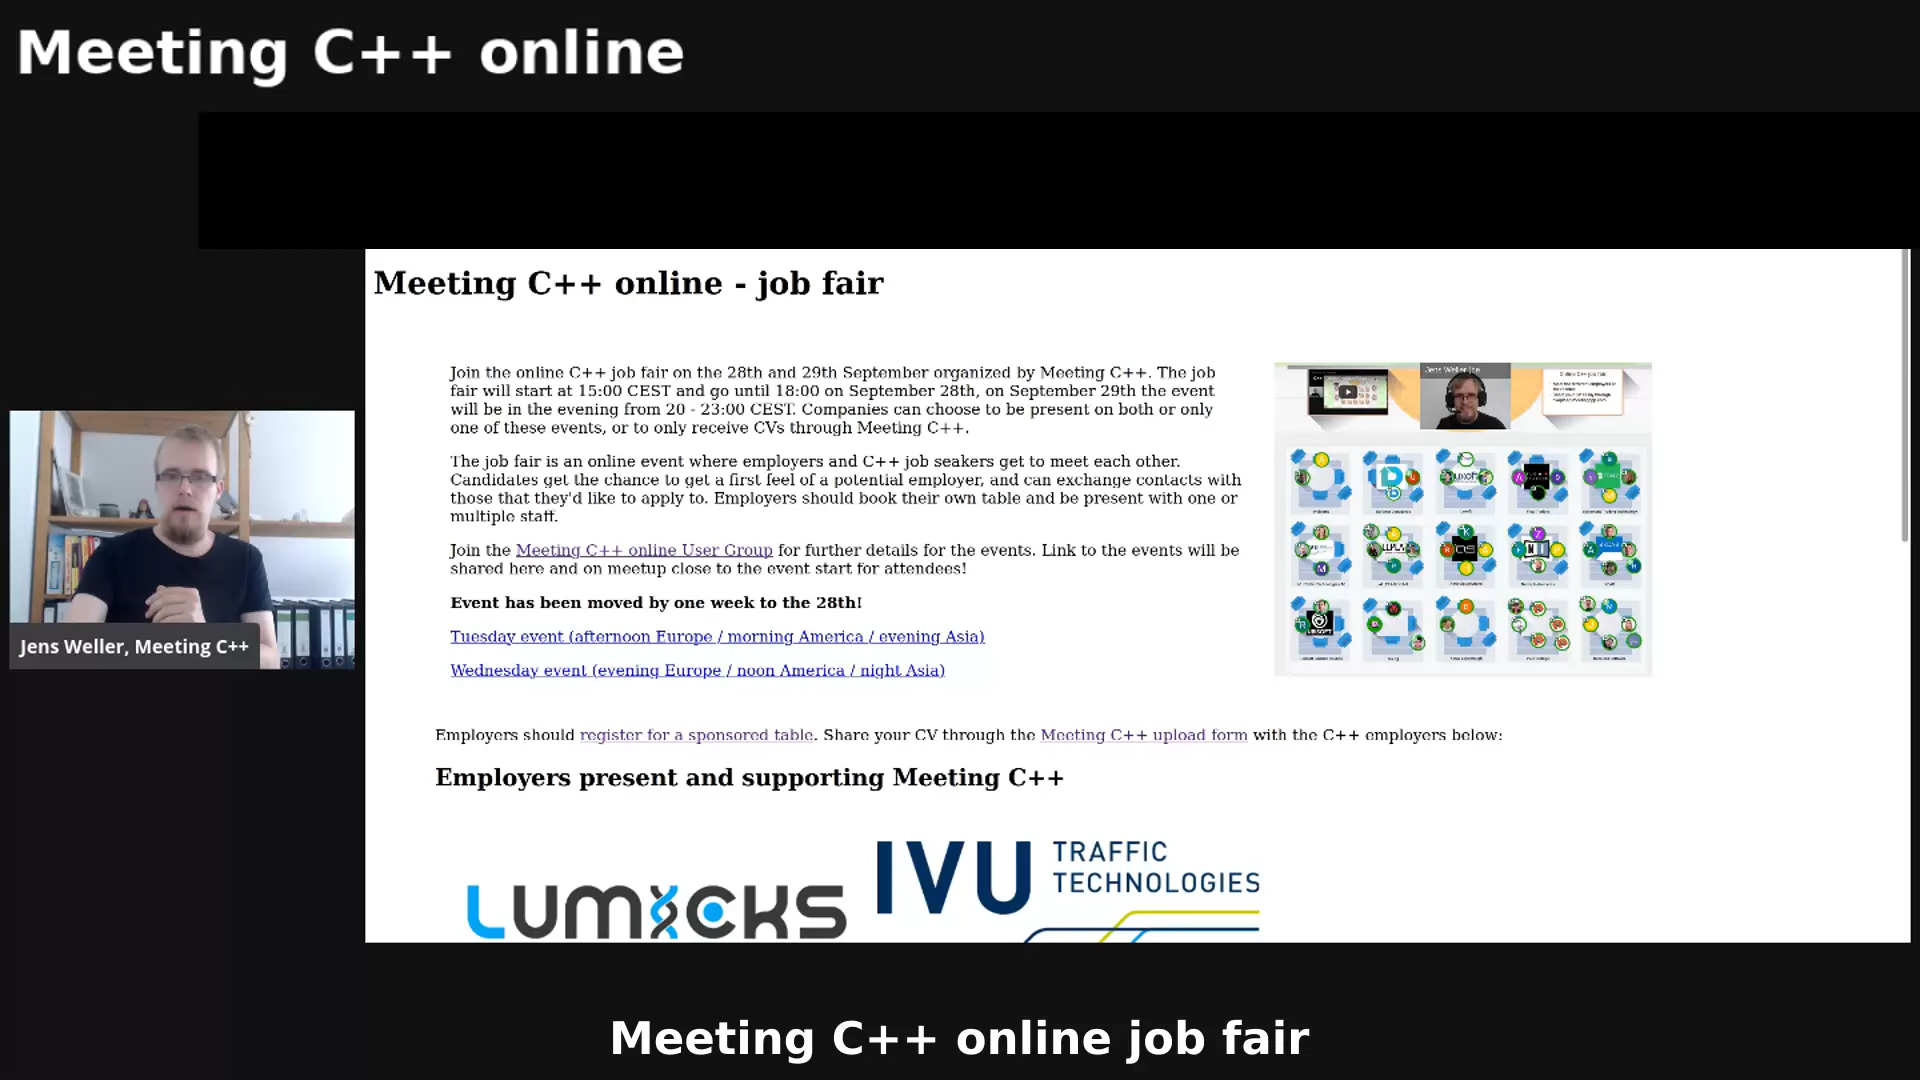 Meeting C++ online
Meeting C++ online - job fair
Join the online C++ job fair on the 28th and 29th September organized by Meeting C++. The job
fair will start at 15:00 CEST and go until 18:00 on September 28th, on September 29th the event
will be in the evening from 20 - 23:00 CEST. Companies can choose to be present on both or only
one of these events, or to only receive CVs through Meeting C++.
The job fair is an online event where employers and C++ job seakers get to meet each other.
Candidates get the chance to get a first feel of a potential employer, and can exchange contacts with
those that they'd like to apply to. Employers should book their own table and be present with one or
multiple staff.
Join the Meeting C++ online User Group for further details for the events. Link to the events will be
shared here and on meetup close to the event start for attendees!
Event has been moved by one week to the 28th!
Tuesday event (afternoon Europe / morning America / evening Asia)
Wednesday event (evening Europe / noon America / night Asia)
Jens Weller, Meeting C++
Employers should register for a sponsored table. Share your CV through the Meeting C++ upload form with the C++ employers below:
Employers present and supporting Meeting C++
LUMICKS
IVU TRAFFIC
TECHNOLOGIES
Meeting C++ online job fair